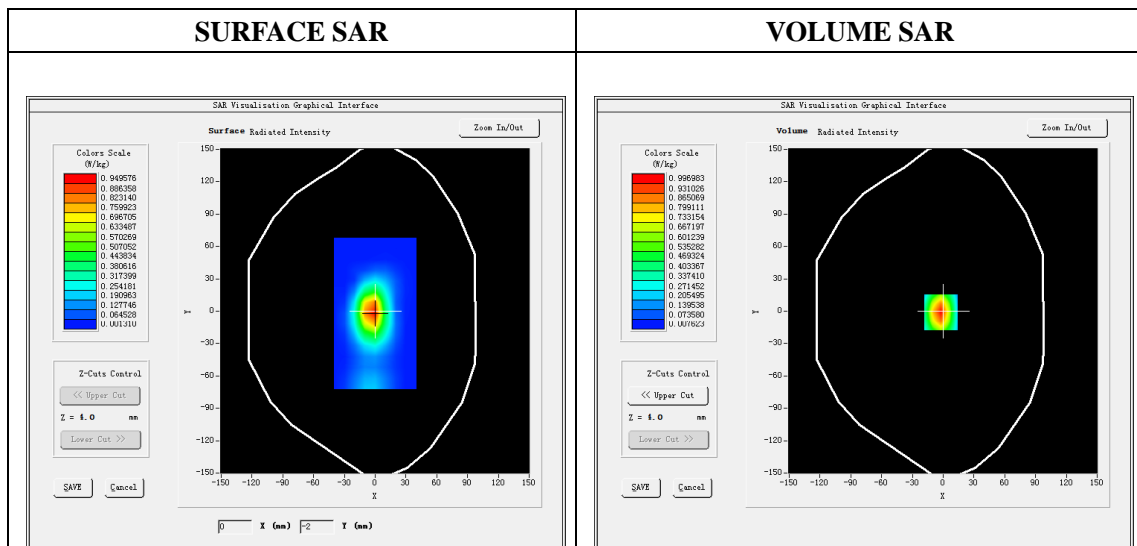 SURFACE SAR
VOLUME SAR
SAR Visualisation Graphical Interface
Surface Radiated Intensity
Zoom In/Out
Colors Scale
(W/kg)
0.949576
0.886358
0.823140
0.759923
0.696705
0.633487
0.570269
0.507052
0.443834
0.380616
0.317399
0.254181
0.190963
0.127746
0.064528
0.001310
150
120
90
60
30
0
-30
-60
-90
-120
-150
Y
-150 -120 -90 -60 -30 0 30 60 90 120 150
X
Z-Cuts Control
<< Upper Cut
Z = 4.0 mm
Lower Cut >>
SAVE Cancel
0 X (mm) -2 Y (mm)
SAR Visualisation Graphical Interface
Volume Radiated Intensity
Zoom In/Out
Colors Scale
(W/kg)
0.996983
0.931026
0.865069
0.799111
0.733154
0.667197
0.601239
0.535282
0.469324
0.403367
0.337410
0.271452
0.205495
0.139538
0.073580
0.007623
150
120
90
60
30
0
-30
-60
-90
-120
-150
Y
-150 -120 -90 -60 -30 0 30 60 90 120 150
X
Z-Cuts Control
<< Upper Cut
Z = 4.0 mm
Lower Cut >>
SAVE Cancel